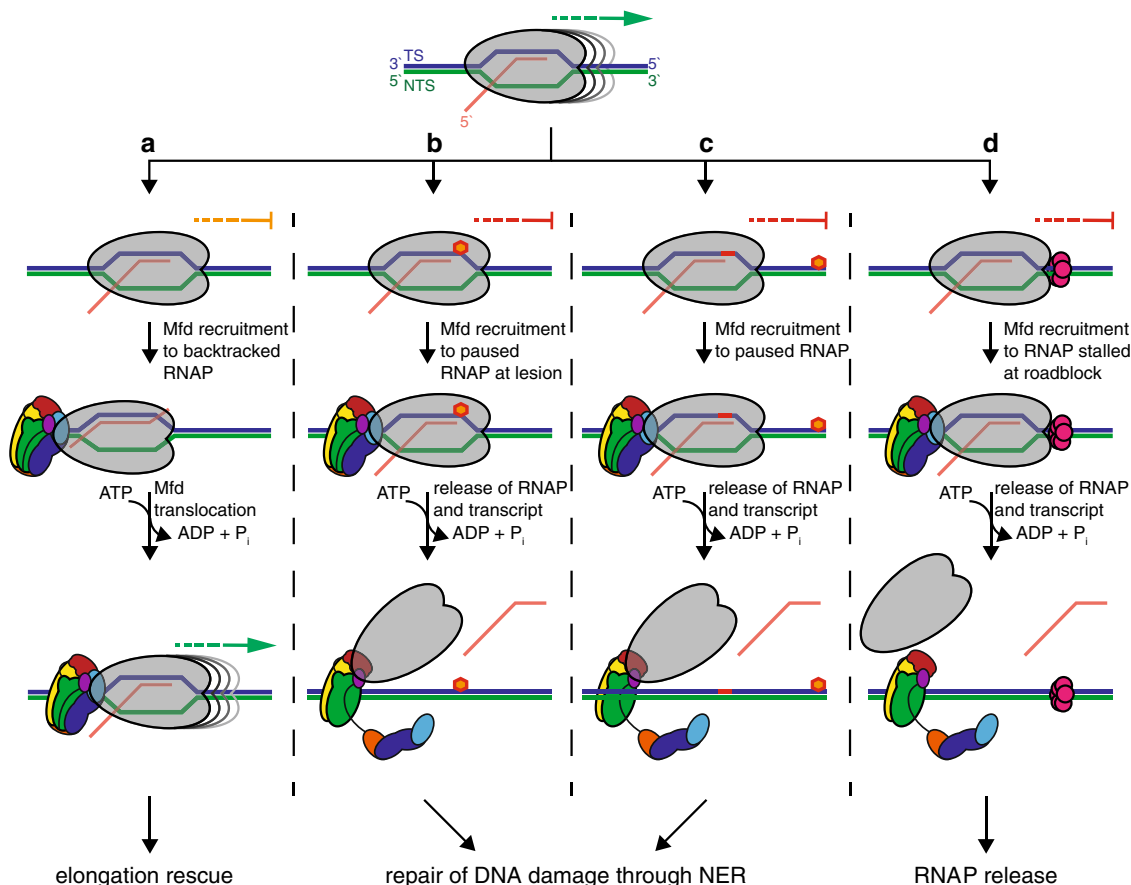 3` TS 5`
5` NTS 3`
5`
a b c d
Mfd recruitment
to backtracked
RNAP
Mfd recruitment
to paused
RNAP at lesion
Mfd recruitment
to paused RNAP
Mfd recruitment
to RNAP stalled
at roadblock
ATP
Mfd
translocation
ADP + Pi
ATP
release of RNAP
and transcript
ADP + Pi
ATP
release of RNAP
and transcript
ADP + Pi
ATP
release of RNAP
and transcript
ADP + Pi
elongation rescue
repair of DNA damage through NER
RNAP release